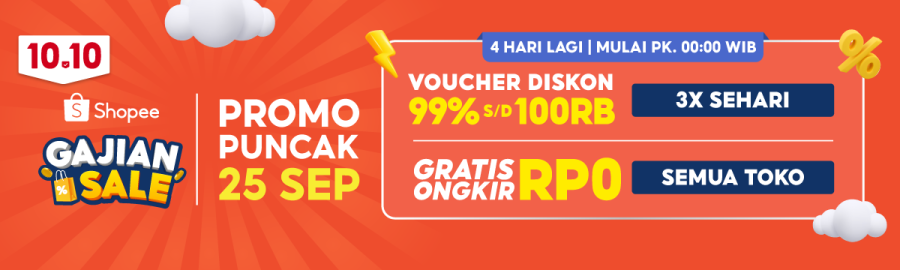 10.10
Shopee
GAJIAN
SALE
PROMO
PUNCAK
25 SEP
4 HARI LAGI | MULAI PK. 00:00 WIB
VOUCHER DISKON
99% S/D 100RB
3X SEHARI
GRATIS
ONGKIR
RP0
SEMUA TOKO